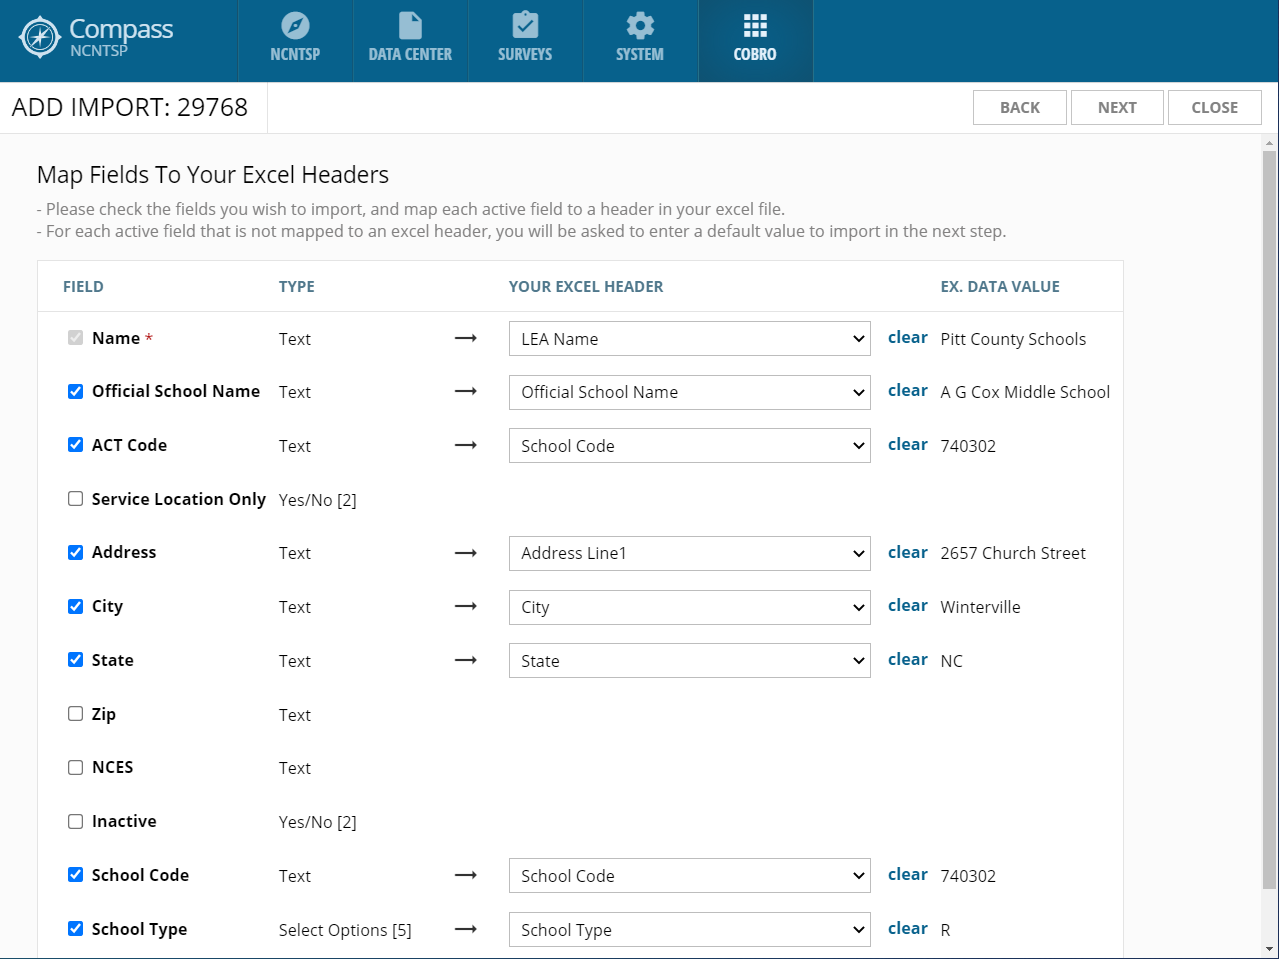 Compass
NCNTSP
NCNTSP
DATA CENTER
SURVEYS
SYSTEM
COBRO
ADD IMPORT: 29768
BACK
NEXT
CLOSE
Map Fields To Your Excel Headers
- Please check the fields you wish to import, and map each active field to a header in your excel file.
- For each active field that is not mapped to an excel header, you will be asked to enter a default value to import in the next step.
FIELD TYPE YOUR EXCEL HEADER EX. DATA VALUE
Name * Text → LEA Name clear Pitt County Schools
Official School Name Text → Official School Name clear A G Cox Middle School
ACT Code Text → School Code clear 740302
Service Location Only Yes/No [2]
Address Text → Address Line1 clear 2657 Church Street
City Text → City clear Winterville
State Text → State clear NC
Zip Text
NCES Text
Inactive Yes/No [2]
School Code Text → School Code clear 740302
School Type Select Options [5] → School Type clear R